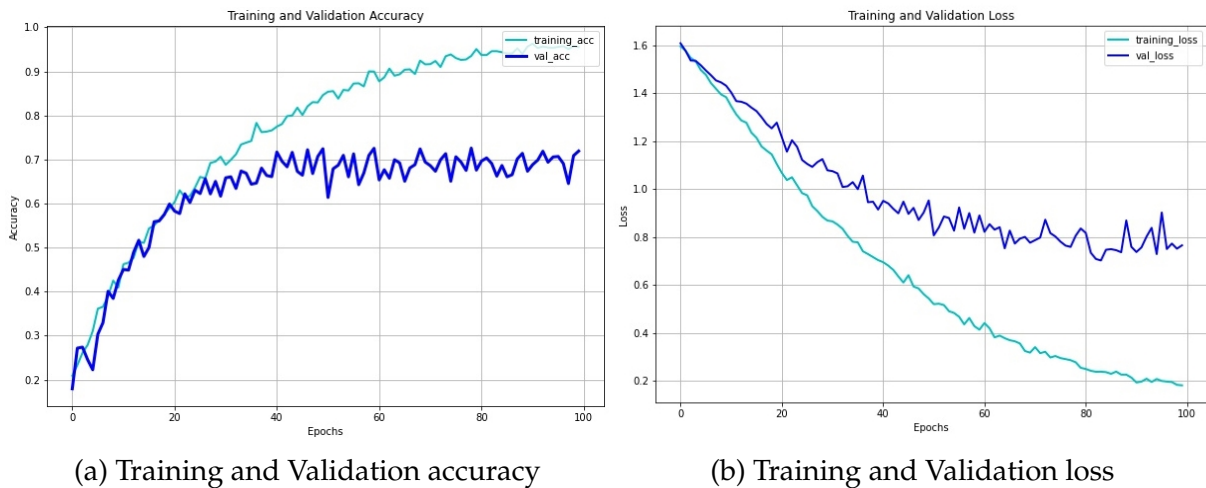 Training and Validation Accuracy
1.0
0.9
0.8
0.7
0.6
0.5
0.4
0.3
0.2
Accuracy
training_acc
val_acc
0 20 40 60 80 100
Epochs
(a) Training and Validation accuracy
Training and Validation Loss
1.6
1.4
1.2
1.0
0.8
0.6
0.4
0.2
Loss
training_loss
val_loss
0 20 40 60 80 100
Epochs
(b) Training and Validation loss